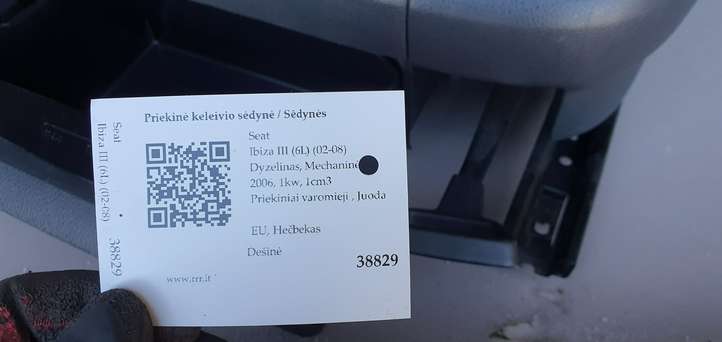 Priekinė keleivio sėdynė / Sėdynės
Seat
Ibiza III (6L) (02-08)
Dyzelinas, Mechaninė
2006, 1kw, 1cm3
Priekiniai varomieji , Juoda
EU, Hečbekas
Dešinė
38829
www.rrr.lt
Seat
Ibiza III (6L) (02-08)
38829